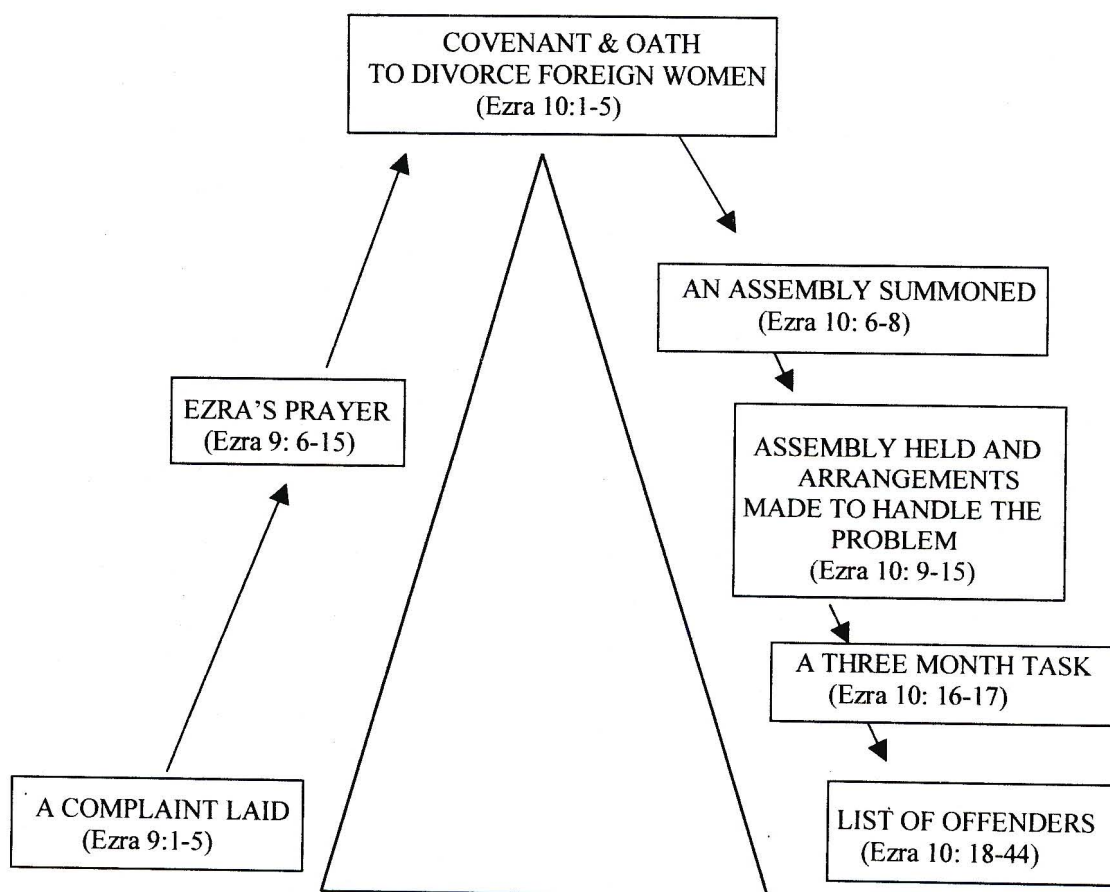 COVENANT & OATH
TO DIVORCE FOREIGN WOMEN
(Ezra 10:1-5)
AN ASSEMBLY SUMMONED
(Ezra 10: 6-8)
EZRA’S PRAYER
(Ezra 9: 6-15)
ASSEMBLY HELD AND
ARRANGEMENTS
MADE TO HANDLE THE
PROBLEM
(Ezra 10: 9-15)
A THREE MONTH TASK
(Ezra 10: 16-17)
A COMPLAINT LAID
(Ezra 9:1-5)
LIST OF OFFENDERS
(Ezra 10: 18-44)